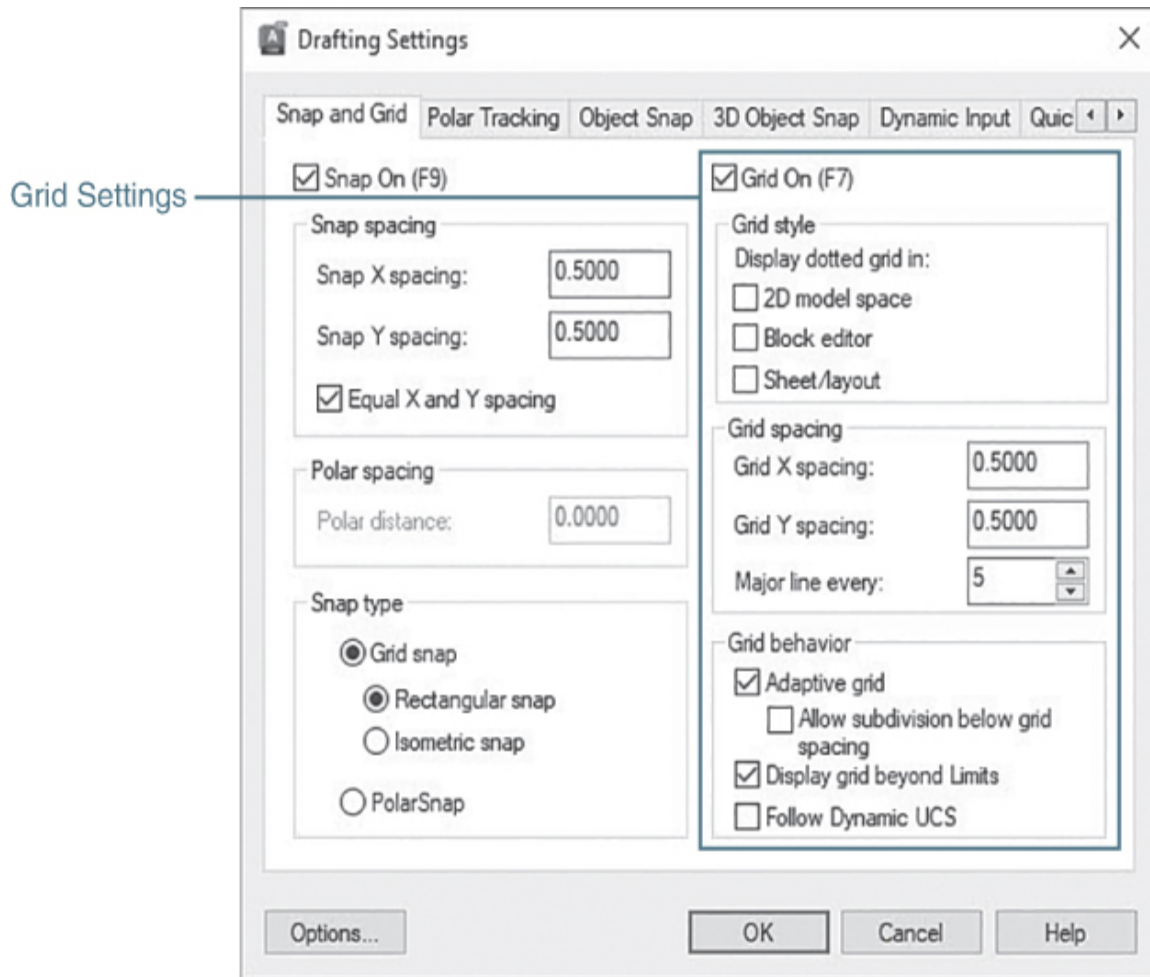 Drafting Settings
Snap and Grid Polar Tracking Object Snap 3D Object Snap Dynamic Input Quic
Grid Settings
Snap On (F9)
Snap spacing
Snap X spacing: 0.5000
Snap Y spacing: 0.5000
Equal X and Y spacing
Polar spacing
Polar distance: 0.0000
Snap type
Grid snap
Rectangular snap
Isometric snap
PolarSnap
Grid On (F7)
Grid style
Display dotted grid in:
2D model space
Block editor
Sheet/layout
Grid spacing
Grid X spacing: 0.5000
Grid Y spacing: 0.5000
Major line every: 5
Grid behavior
Adaptive grid
Allow subdivision below grid
spacing
Display grid beyond Limits
Follow Dynamic UCS
Options... OK Cancel Help